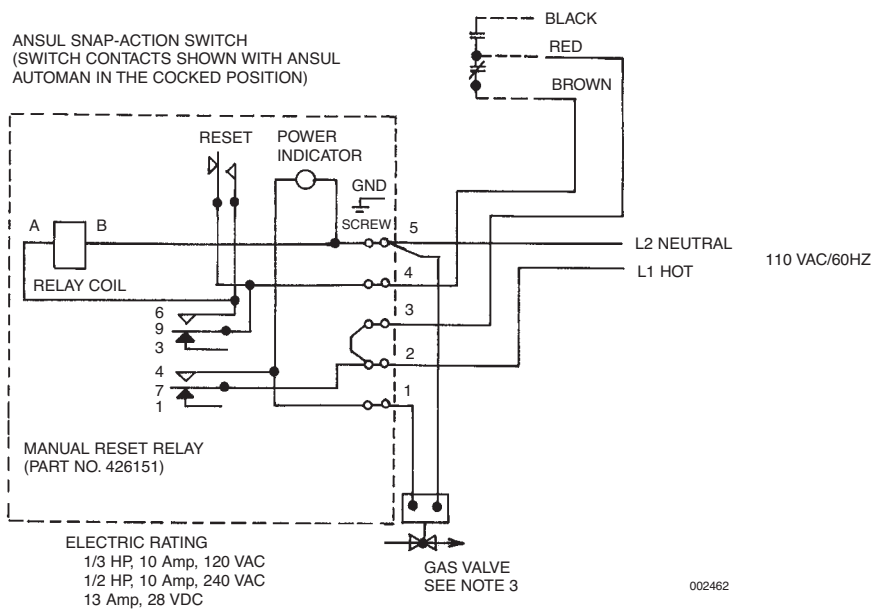 ANSUL SNAP-ACTION SWITCH
(SWITCH CONTACTS SHOWN WITH ANSUL
AUTOMAN IN THE COCKED POSITION)
BLACK
RED
BROWN
RESET
POWER
INDICATOR
GND
SCREW
5
A
B
L2 NEUTRAL
L1 HOT
110 VAC/60HZ
4
RELAY COIL
3
6
9
3
2
4
7
1
1
MANUAL RESET RELAY
(PART NO. 426151)
ELECTRIC RATING
1/3 HP, 10 Amp, 120 VAC
1/2 HP, 10 Amp, 240 VAC
13 Amp, 28 VDC
GAS VALVE
SEE NOTE 3
002462